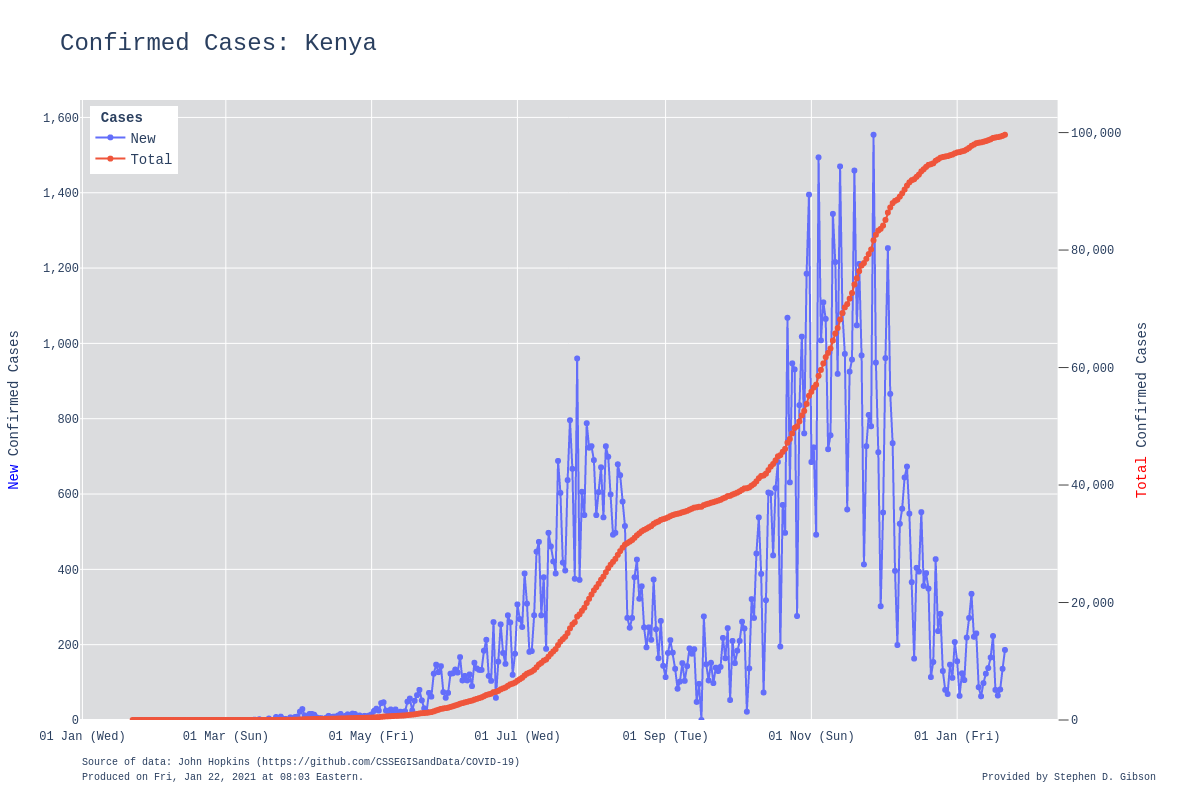 Confirmed Cases: Kenya
Cases
New
Total
1,600
1,400
1,200
1,000
800
600
400
200
0
100,000
80,000
60,000
40,000
20,000
0
New Confirmed Cases
Total Confirmed Cases
01 Jan (Wed)
01 Mar (Sun)
01 May (Fri)
01 Jul (Wed)
01 Sep (Tue)
01 Nov (Sun)
01 Jan (Fri)
Source of data: John Hopkins (https://github.com/CSSEGISandData/COVID-19)
Produced on Fri, Jan 22, 2021 at 08:03 Eastern.
Provided by Stephen D. Gibson